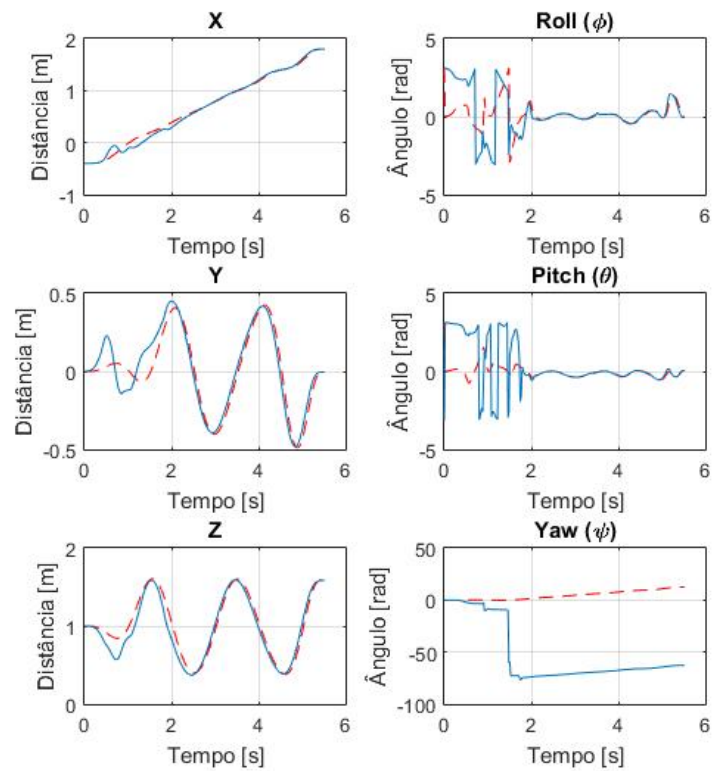 X
Distância [m]
2
1
0
-1
0 2 4 6
Tempo [s]
Roll (ϕ)
Ângulo [rad]
5
0
-5
0 2 4 6
Tempo [s]
Y
Distância [m]
0.5
0
-0.5
0 2 4 6
Tempo [s]
Pitch (θ)
Ângulo [rad]
5
0
-5
0 2 4 6
Tempo [s]
Z
Distância [m]
2
1
0
0 2 4 6
Tempo [s]
Yaw (ψ)
Ângulo [rad]
50
0
-50
-100
0 2 4 6
Tempo [s]